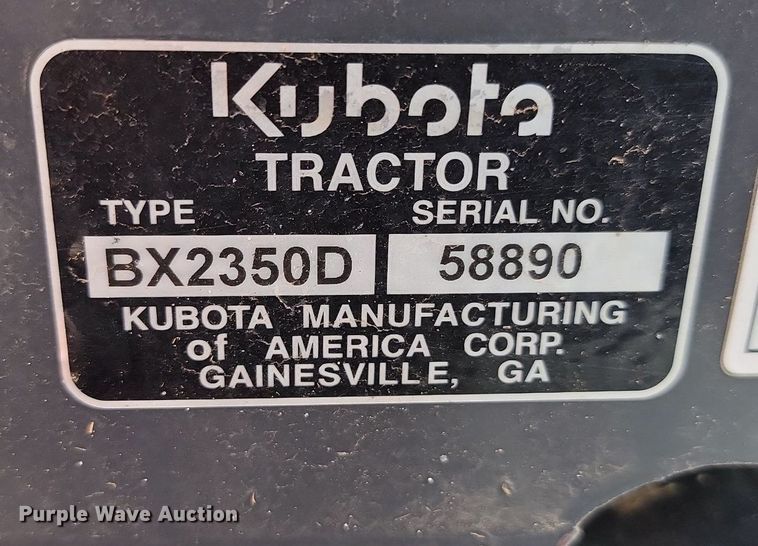 Kubota
TRACTOR
TYPE SERIAL NO.
BX2350D 58890
KUBOTA MANUFACTURING
of AMERICA CORP.
GAINESVILLE, GA
Purple Wave Auction